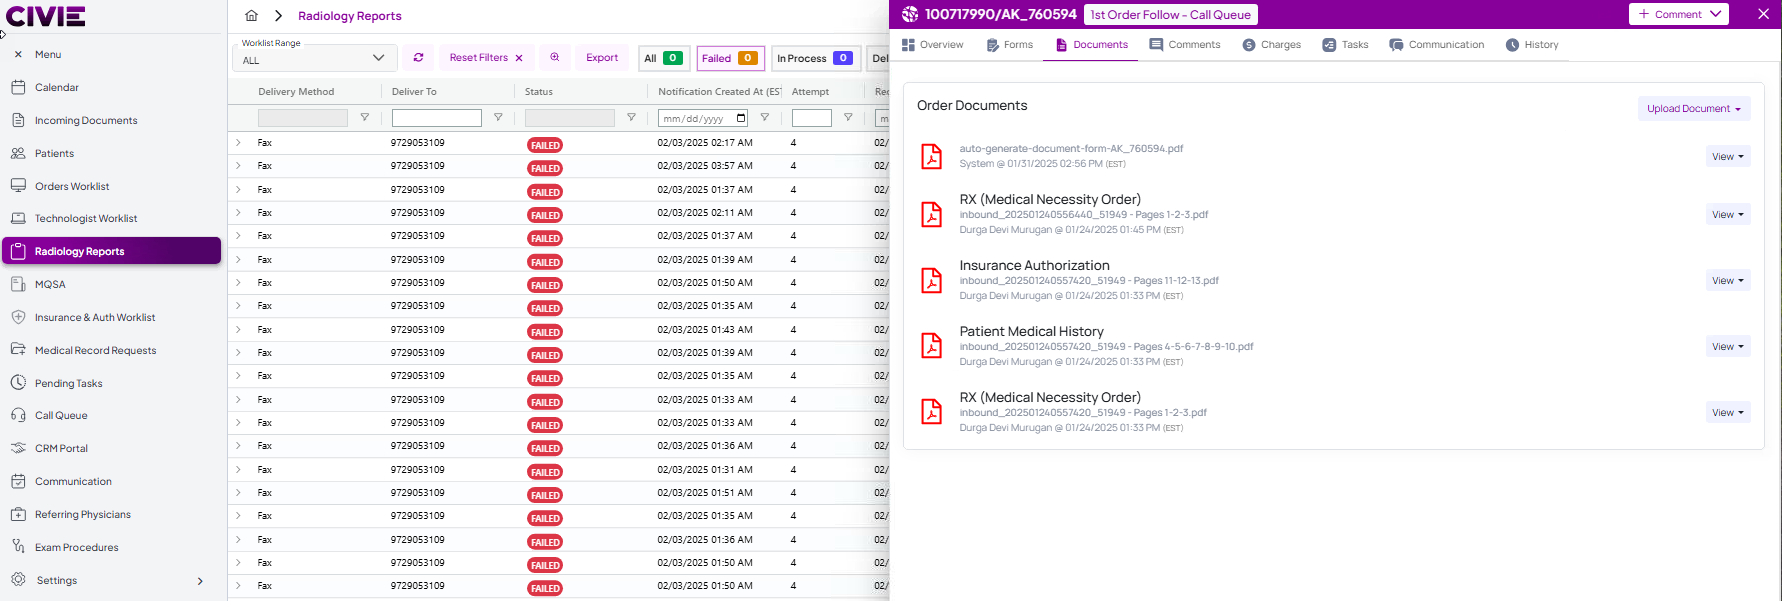 CIVIE
Menu
Calendar
Incoming Documents
Patients
Orders Worklist
Technologist Worklist
Radiology Reports
MQSA
Insurance & Auth Worklist
Medical Record Requests
Pending Tasks
Call Queue
CRM Portal
Communication
Referring Physicians
Exam Procedures
Settings
Radiology Reports
Worklist Range
ALL
Reset Filters
Export
All 0
Failed 0
In Process 0
Del
Delivery Method Deliver To Status Notification Created At (EST Attempt Rec
mm/dd/yyyy m
Fax 9729053109 FAILED 02/03/2025 02:17 AM 4 02/
Fax 9729053109 FAILED 02/03/2025 03:57 AM 4 02/
Fax 9729053109 FAILED 02/03/2025 01:37 AM 4 02/
Fax 9729053109 FAILED 02/03/2025 02:11 AM 4 02/
Fax 9729053109 FAILED 02/03/2025 01:37 AM 4 02/
Fax 9729053109 FAILED 02/03/2025 01:39 AM 4 02/
Fax 9729053109 FAILED 02/03/2025 01:50 AM 4 02/
Fax 9729053109 FAILED 02/03/2025 01:35 AM 4 02/
Fax 9729053109 FAILED 02/03/2025 01:43 AM 4 02/
Fax 9729053109 FAILED 02/03/2025 01:39 AM 4 02/
Fax 9729053109 FAILED 02/03/2025 01:35 AM 4 02/
Fax 9729053109 FAILED 02/03/2025 01:33 AM 4 02/
Fax 9729053109 FAILED 02/03/2025 01:33 AM 4 02/
Fax 9729053109 FAILED 02/03/2025 01:36 AM 4 02/
Fax 9729053109 FAILED 02/03/2025 01:31 AM 4 02/
Fax 9729053109 FAILED 02/03/2025 01:51 AM 4 02/
Fax 9729053109 FAILED 02/03/2025 01:35 AM 4 02/
Fax 9729053109 FAILED 02/03/2025 01:36 AM 4 02/
Fax 9729053109 FAILED 02/03/2025 01:50 AM 4 02/
Fax 9729053109 FAILED 02/03/2025 01:50 AM 4 02/
100717990/AK_760594 1st Order Follow - Call Queue
+ Comment
Overview Forms Documents Comments Charges Tasks Communication History
Order Documents
Upload Document
auto-generate-document-form-AK_760594.pdf
System @ 01/31/2025 02:56 PM (EST)
View
RX (Medical Necessity Order)
inbound_202501240556440_51949 - Pages 1-2-3.pdf
Durga Devi Murugan @ 01/24/2025 01:45 PM (EST)
View
Insurance Authorization
inbound_202501240557420_51949 - Pages 11-12-13.pdf
Durga Devi Murugan @ 01/24/2025 01:33 PM (EST)
View
Patient Medical History
inbound_202501240557420_51949 - Pages 4-5-6-7-8-9-10.pdf
Durga Devi Murugan @ 01/24/2025 01:33 PM (EST)
View
RX (Medical Necessity Order)
inbound_202501240557420_51949 - Pages 1-2-3.pdf
Durga Devi Murugan @ 01/24/2025 01:33 PM (EST)
View